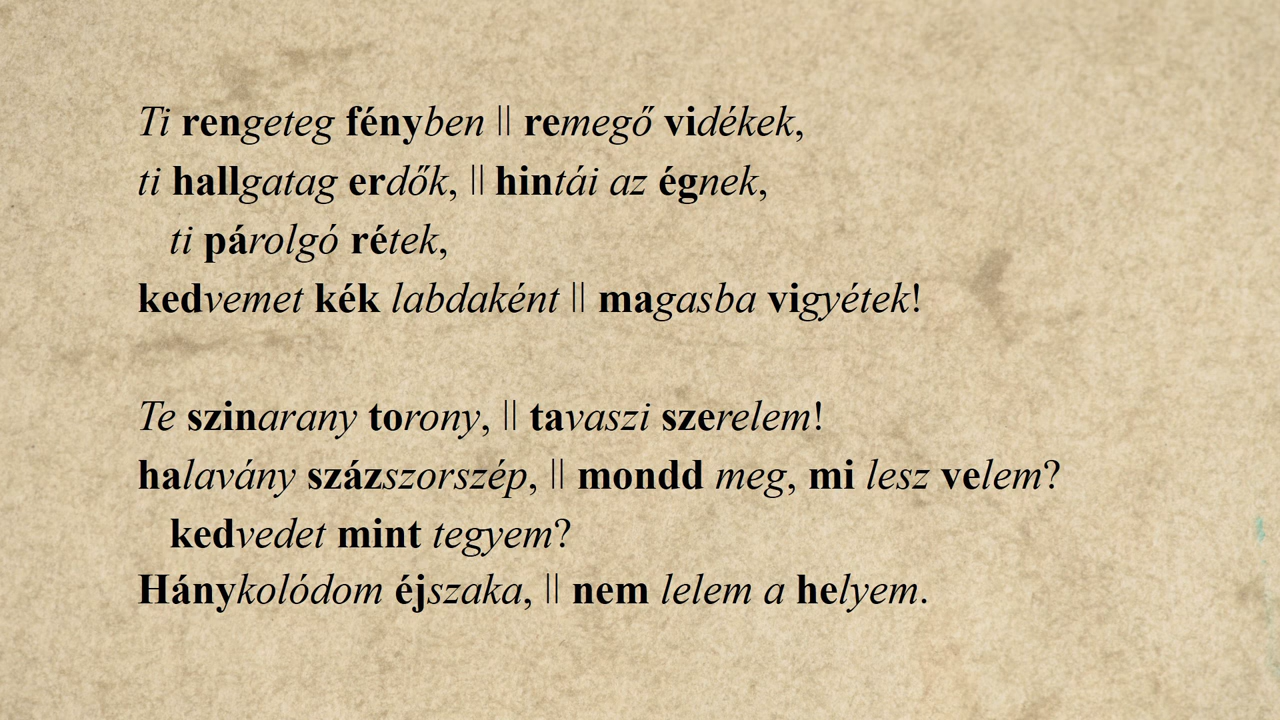 Ti rengeteg fényben || remegő vidékek,
ti hallgatag erdők, || hintái az égnek,
ti párolgó rétek,
kedvemet kék labdaként || magasba vigyétek!
Te szinarany torony, || tavaszi szerelem!
halavány százszorszép, || mondd meg, mi lesz velem?
kedvedet mint tegyem?
Hánykolódom éjszaka, || nem lelem a helyem.